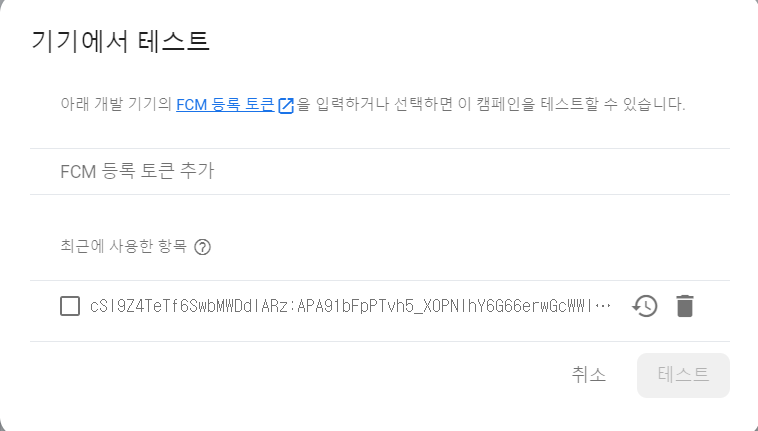 기기에서 테스트
아래 개발 기기의 FCM 등록 토큰을 입력하거나 선택하면 이 캠페인을 테스트할 수 있습니다.
FCM 등록 토큰 추가
최근에 사용한 항목
cSI9Z4TeTf6SwbMWDdIARz:APA91bFpPTvh5_XOPNIhY6G66erwGcWWI…
취소 테스트